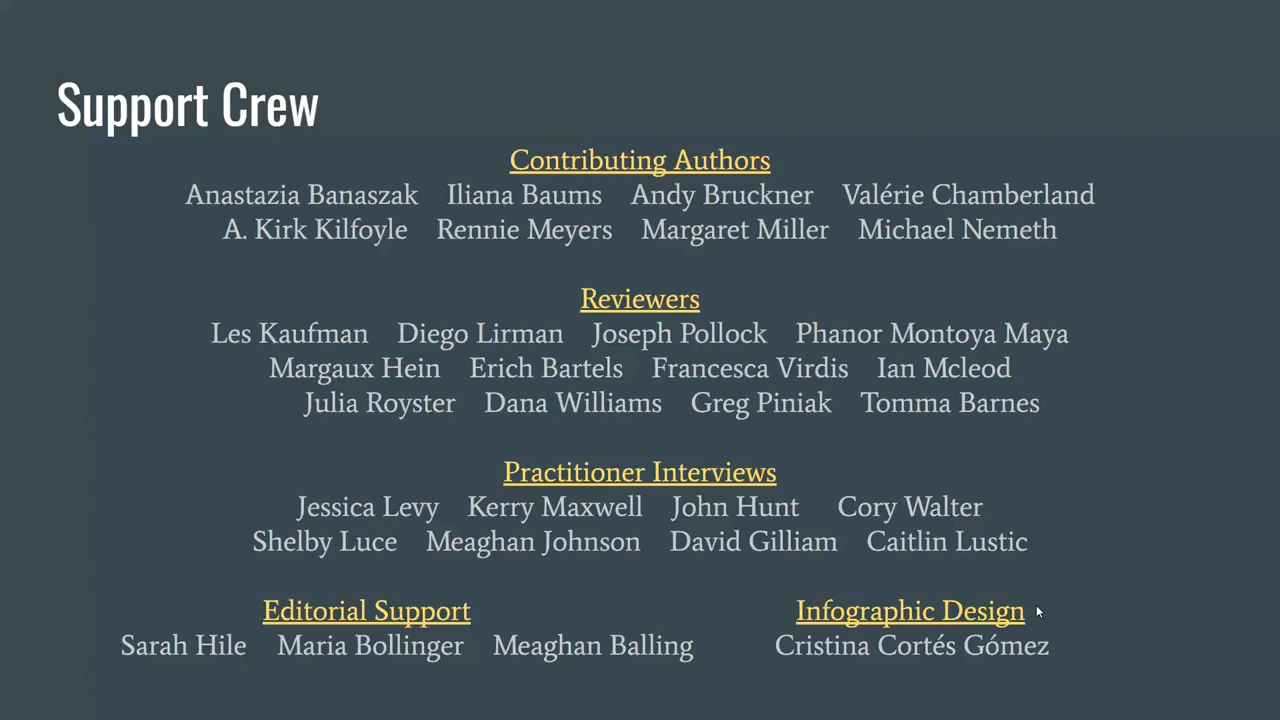 Support Crew
Contributing Authors
Anastazia Banaszak Iliana Baums Andy Bruckner Valérie Chamberland
A. Kirk Kilfoyle Rennie Meyers Margaret Miller Michael Nemeth
Reviewers
Les Kaufman Diego Lirman Joseph Pollock Phanor Montoya Maya
Margaux Hein Erich Bartels Francesca Virdis Ian Mcleod
Julia Royster Dana Williams Greg Piniak Tomma Barnes
Practitioner Interviews
Jessica Levy Kerry Maxwell John Hunt Cory Walter
Shelby Luce Meaghan Johnson David Gilliam Caitlin Lustic
Editorial Support
Sarah Hile Maria Bollinger Meaghan Balling
Infographic Design
Cristina Cortés Gómez